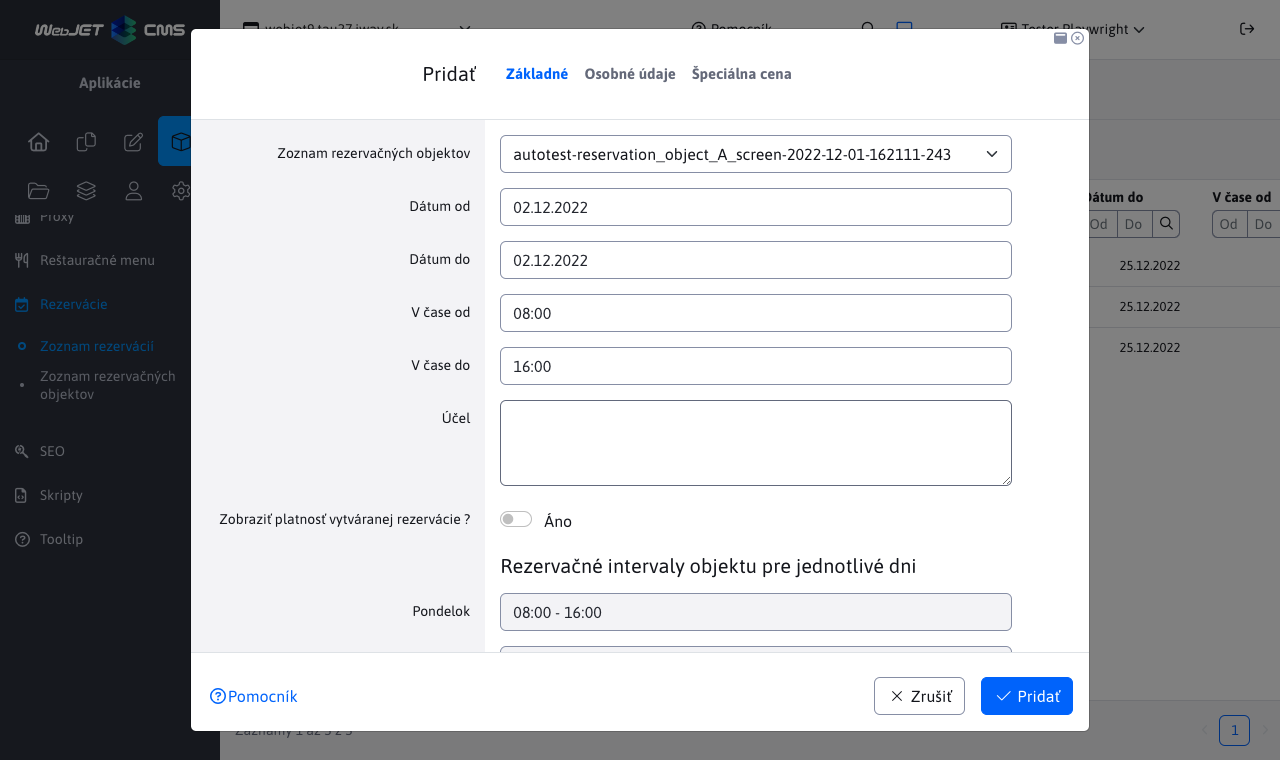 WebJET CMS
webjet9.tau27.iway.sk
Pomocník
Tester Playwright
Aplikácie
Proxy
Reštauračné menu
Rezervácie
Zoznam rezervácií
Zoznam rezervačných
objektov
SEO
Skripty
Tooltip
Pridať
Základné
Osobné údaje
Špeciálna cena
Zoznam rezervačných objektov
autotest-reservation_object_A_screen-2022-12-01-162111-243
Dátum od
02.12.2022
Dátum do
02.12.2022
V čase od
08:00
V čase do
16:00
Účel
Zobraziť platnosť vytváranej rezervácie ?
Áno
Rezervačné intervaly objektu pre jednotlivé dni
Pondelok
08:00 - 16:00
Pomocník
Zrušiť
Pridať
Dátum do
V čase od
Od
Do
Od
Do
25.12.2022
25.12.2022
25.12.2022
Záznamy 1 až 3 z 3
1